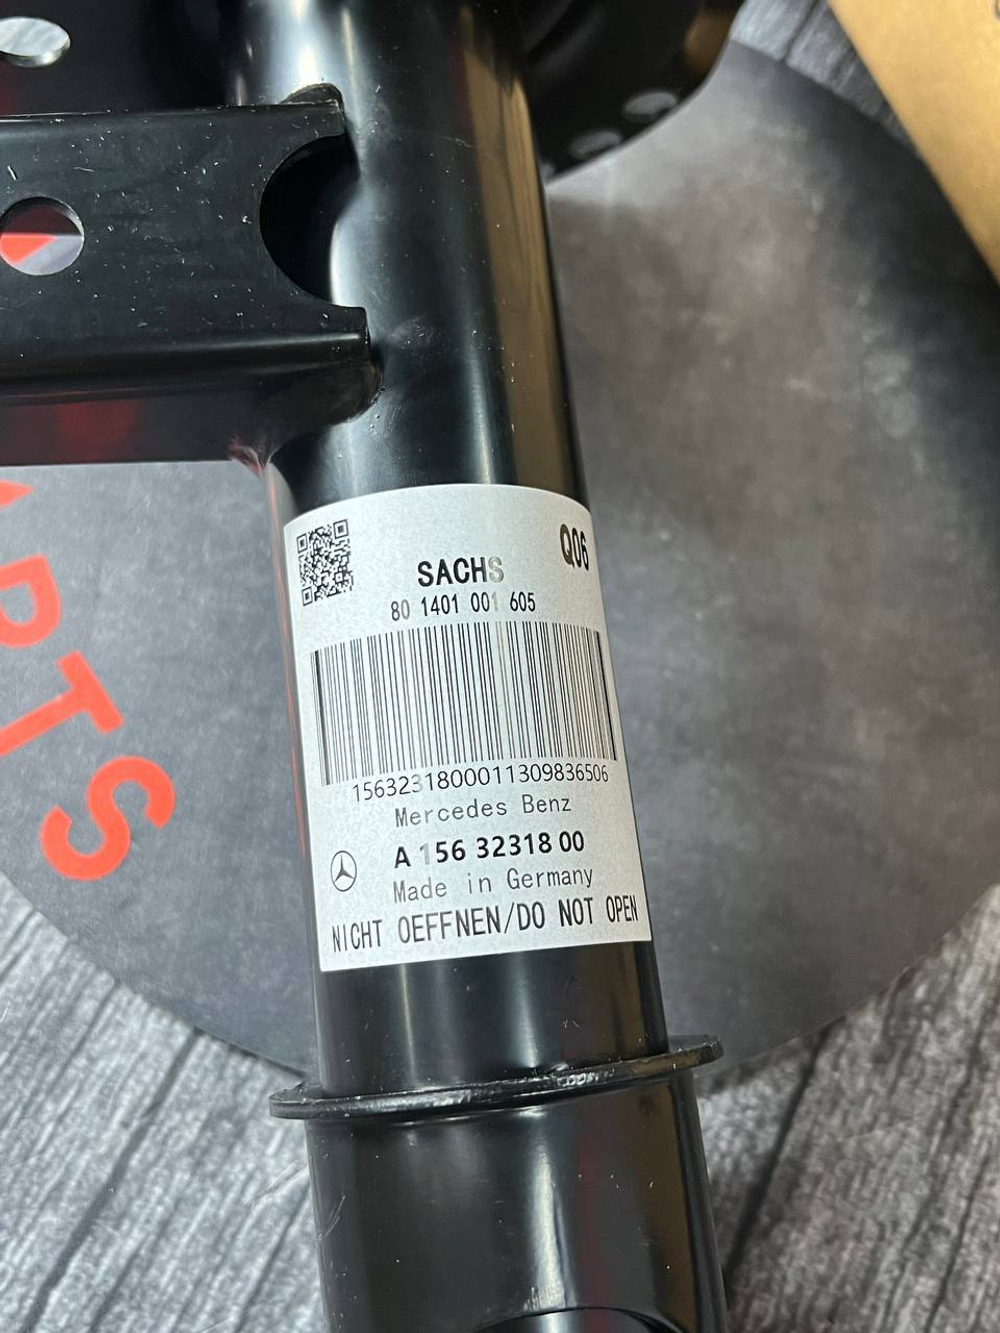 PARTS
Q06
SACHS
80 1401 001 605
1563231800011309836506
Mercedes Benz
A 156 32318 00
Made in Germany
NICHT OEFFNEN/DO NOT OPEN